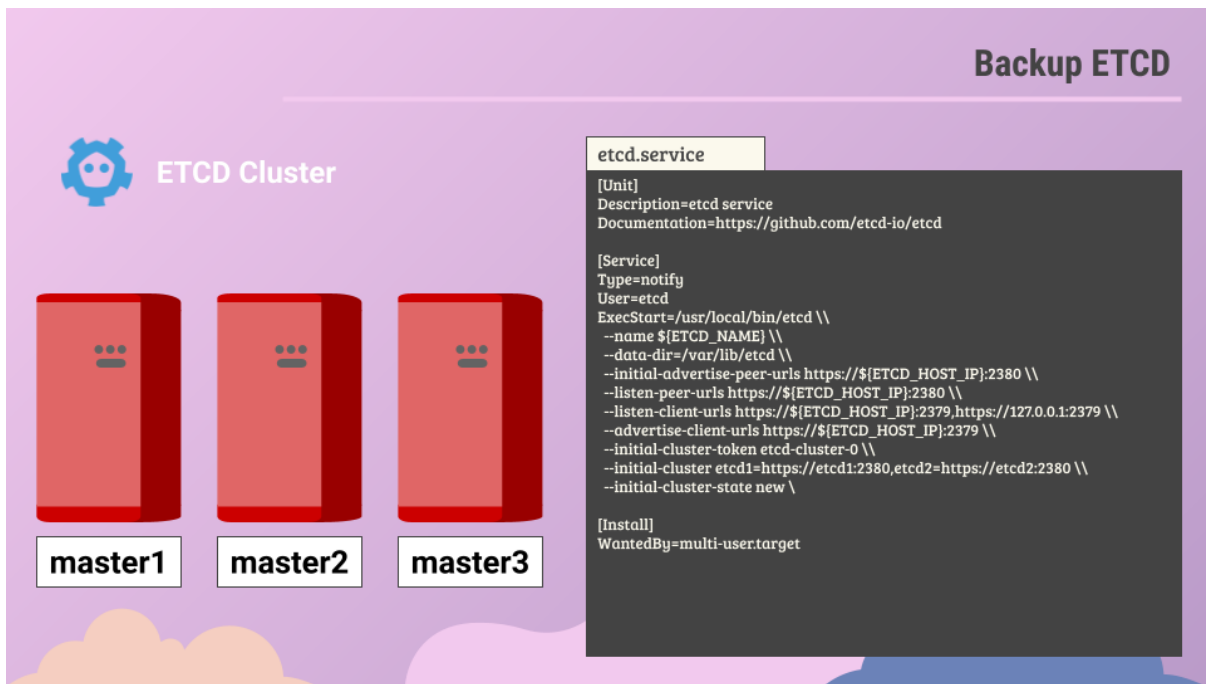 Backup ETCD
ETCD Cluster
master1
master2
master3
etcd.service
[Unit]
Description=etcd service
Documentation=https://github.com/etcd-io/etcd
[Service]
Type=notify
User=etcd
ExecStart=/usr/local/bin/etcd \\
--name ${ETCD_NAME} \\
--data-dir=/var/lib/etcd \\
--initial-advertise-peer-urls https://${ETCD_HOST_IP}:2380 \\
--listen-peer-urls https://${ETCD_HOST_IP}:2380 \\
--listen-client-urls https://${ETCD_HOST_IP}:2379,https://127.0.0.1:2379 \\
--advertise-client-urls https://${ETCD_HOST_IP}:2379 \\
--initial-cluster-token etcd-cluster-0 \\
--initial-cluster etcd1=https://etcd1:2380,etcd2=https://etcd2:2380 \\
--initial-cluster-state new \
[Install]
WantedBy=multi-user.target